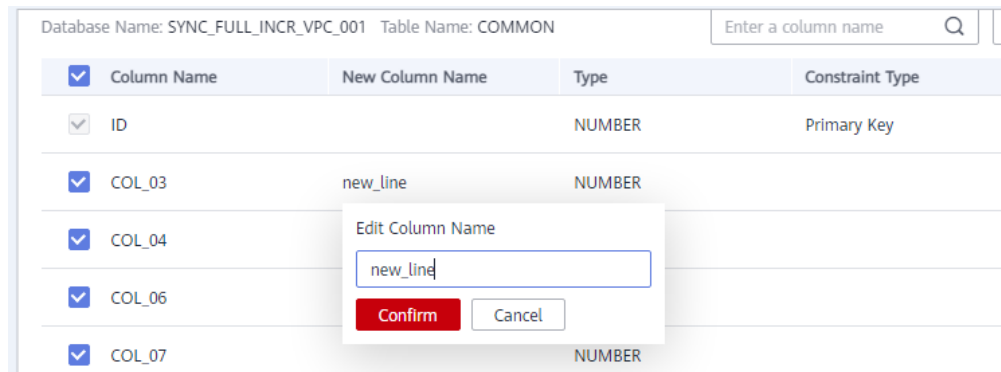 Database Name: SYNC_FULL_INCR_VPC_001 Table Name: COMMON Enter a column name
Column Name New Column Name Type Constraint Type
ID NUMBER Primary Key
COL_03 new_line NUMBER
Edit Column Name
COL_04
new_line
COL_06
Confirm Cancel
COL_07 NUMBER